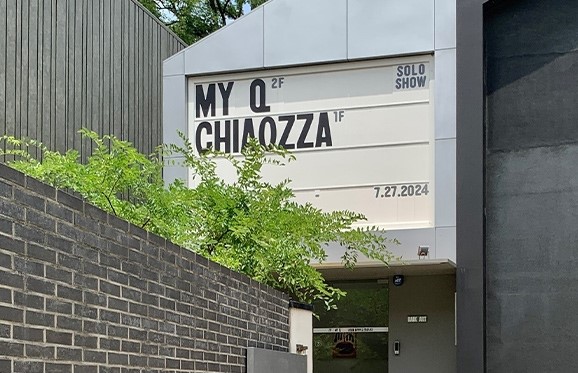 MY Q 2F
SOLO
SHOW
CHIAOZZA 1F
- 7.27.2024